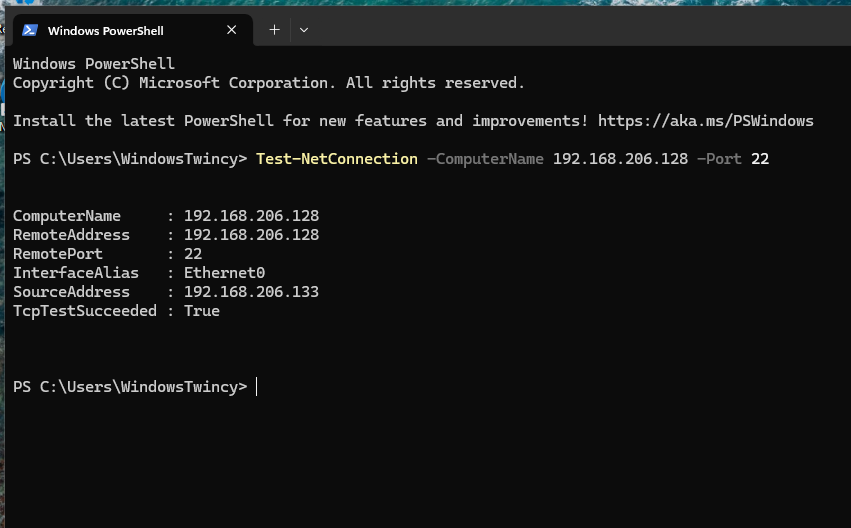 Windows PowerShell
Windows PowerShell
Copyright (C) Microsoft Corporation. All rights reserved.
Install the latest PowerShell for new features and improvements! https://aka.ms/PSWindows
PS C:\Users\WindowsTwincy> Test-NetConnection -ComputerName 192.168.206.128 -Port 22
ComputerName     : 192.168.206.128
RemoteAddress    : 192.168.206.128
RemotePort       : 22
InterfaceAlias   : Ethernet0
SourceAddress    : 192.168.206.133
TcpTestSucceeded : True
PS C:\Users\WindowsTwincy>